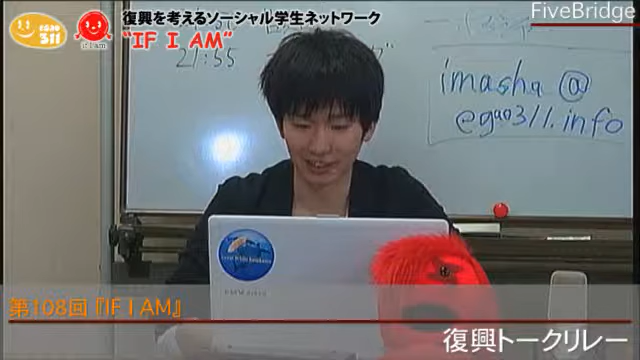 FiveBridge
復興を考えるソーシャル学生ネットワーク
"IF I AM"
egao
311
if i am
21:55
imasha@
egao311.info
第108回『IF I AM』
復興トークリレー